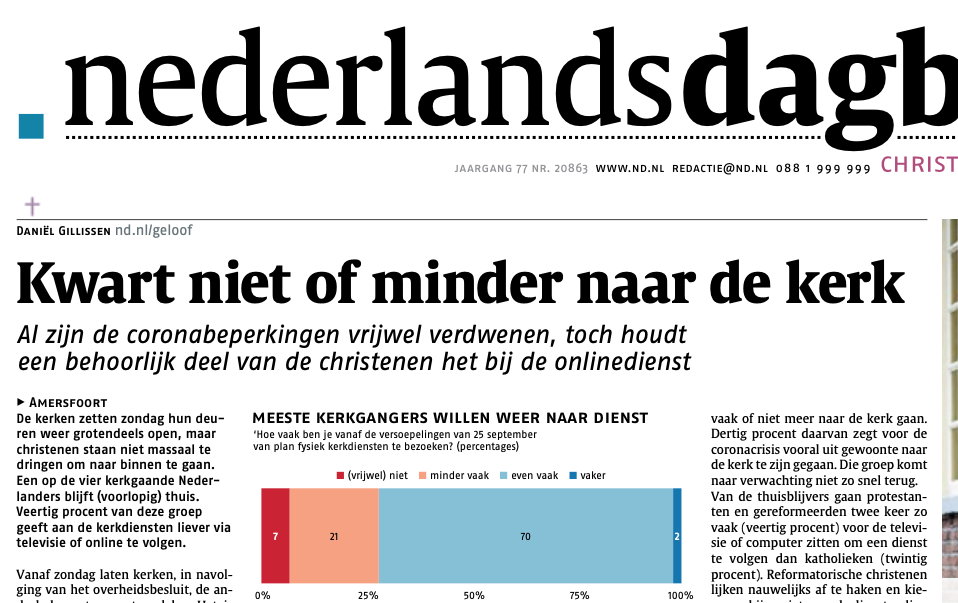 nederlandsdagb
JAARGANG 77 NR. 20863 WWW.ND.NL REDACTIE@ND.NL 088 1 999 999 CHRIST
DANIËL GILLISSEN nd.nl/geloof
Kwart niet of minder naar de kerk
Al zijn de coronabeperkingen vrijwel verdwenen, toch houdt
een behoorlijk deel van de christenen het bij de onlinedienst
▶ AMERSFOORT
De kerken zetten zondag hun deu-
ren weer grotendeels open, maar
christenen staan niet massaal te
dringen om naar binnen te gaan.
Een op de vier kerkgaande Neder-
landers blijft (voorlopig) thuis.
Veertig procent van deze groep
geeft aan de kerkdiensten liever via
televisie of online te volgen.
Vanaf zondag laten kerken, in navol-
ging van het overheidsbesluit, de an-
MEESTE KERKGANGERS WILLEN WEER NAAR DIENST
'Hoe vaak ben je vanaf de versoepelingen van 25 september
van plan fysiek kerkdiensten te bezoeken? (percentages)
(vrijwel) niet minder vaak even vaak vaker
7 21 70 2
0% 25% 50% 75% 100%
vaak of niet meer naar de kerk gaan.
Dertig procent daarvan zegt voor de
coronacrisis vooral uit gewoonte naar
de kerk te zijn gegaan. Die groep komt
naar verwachting niet zo snel terug.
Van de thuisblijvers gaan protestan-
ten en gereformeerden twee keer zo
vaak (veertig procent) voor de televi-
sie of computer zitten om een dienst
te volgen dan katholieken (twintig
procent). Reformatorische christenen
lijken nauwelijks af te haken en kie-